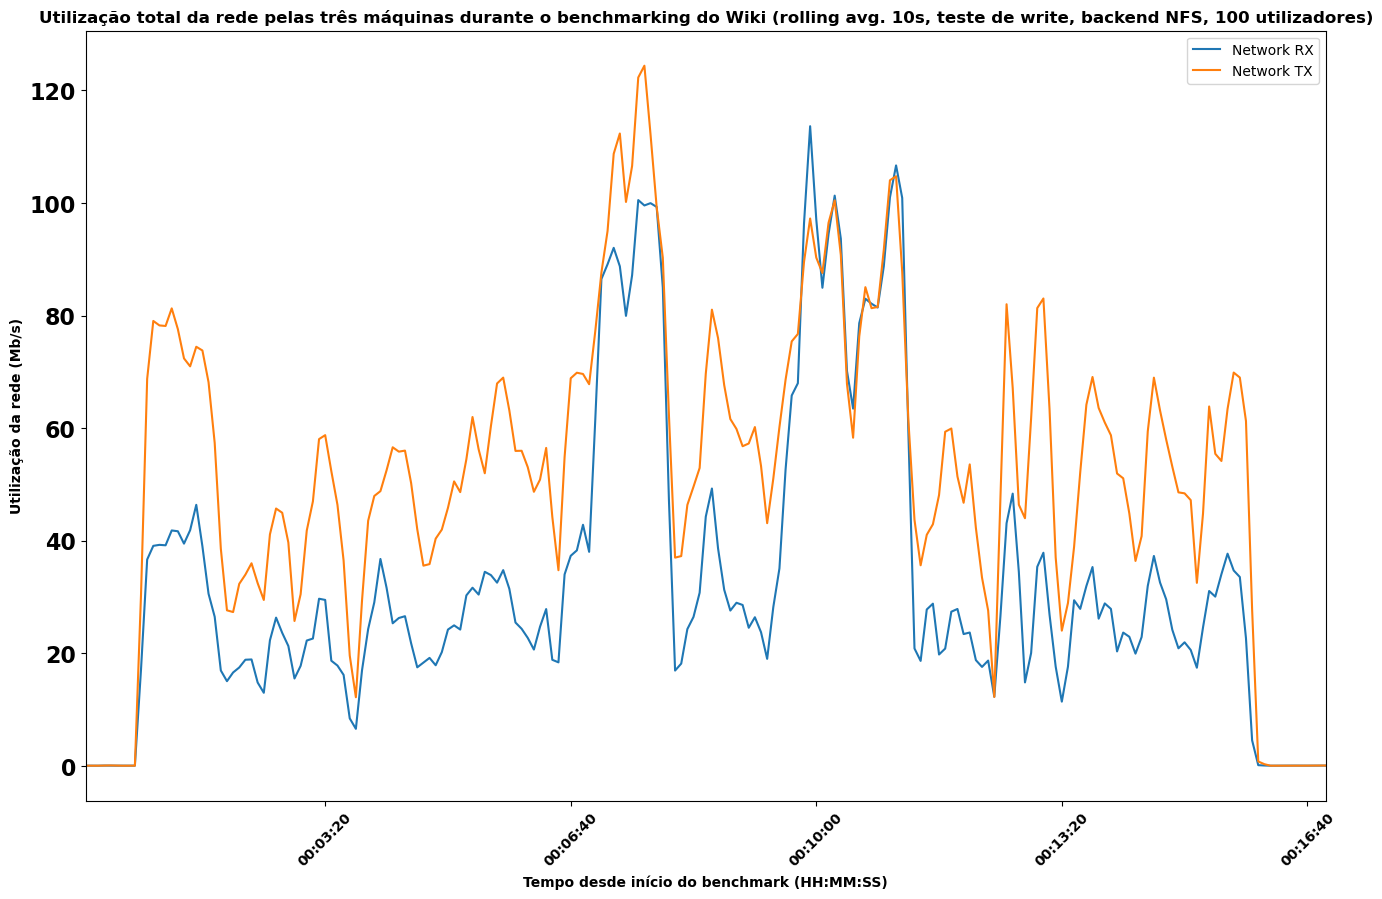 Utilização total da rede pelas três máquinas durante o benchmarking do Wiki (rolling avg. 10s, teste de write, backend NFS, 100 utilizadores)
Network RX
Network TX
120
100
80
60
40
20
0
Utilização da rede (Mb/s)
00:03:20
00:06:40
00:10:00
00:13:20
00:16:40
Tempo desde início do benchmark (HH:MM:SS)